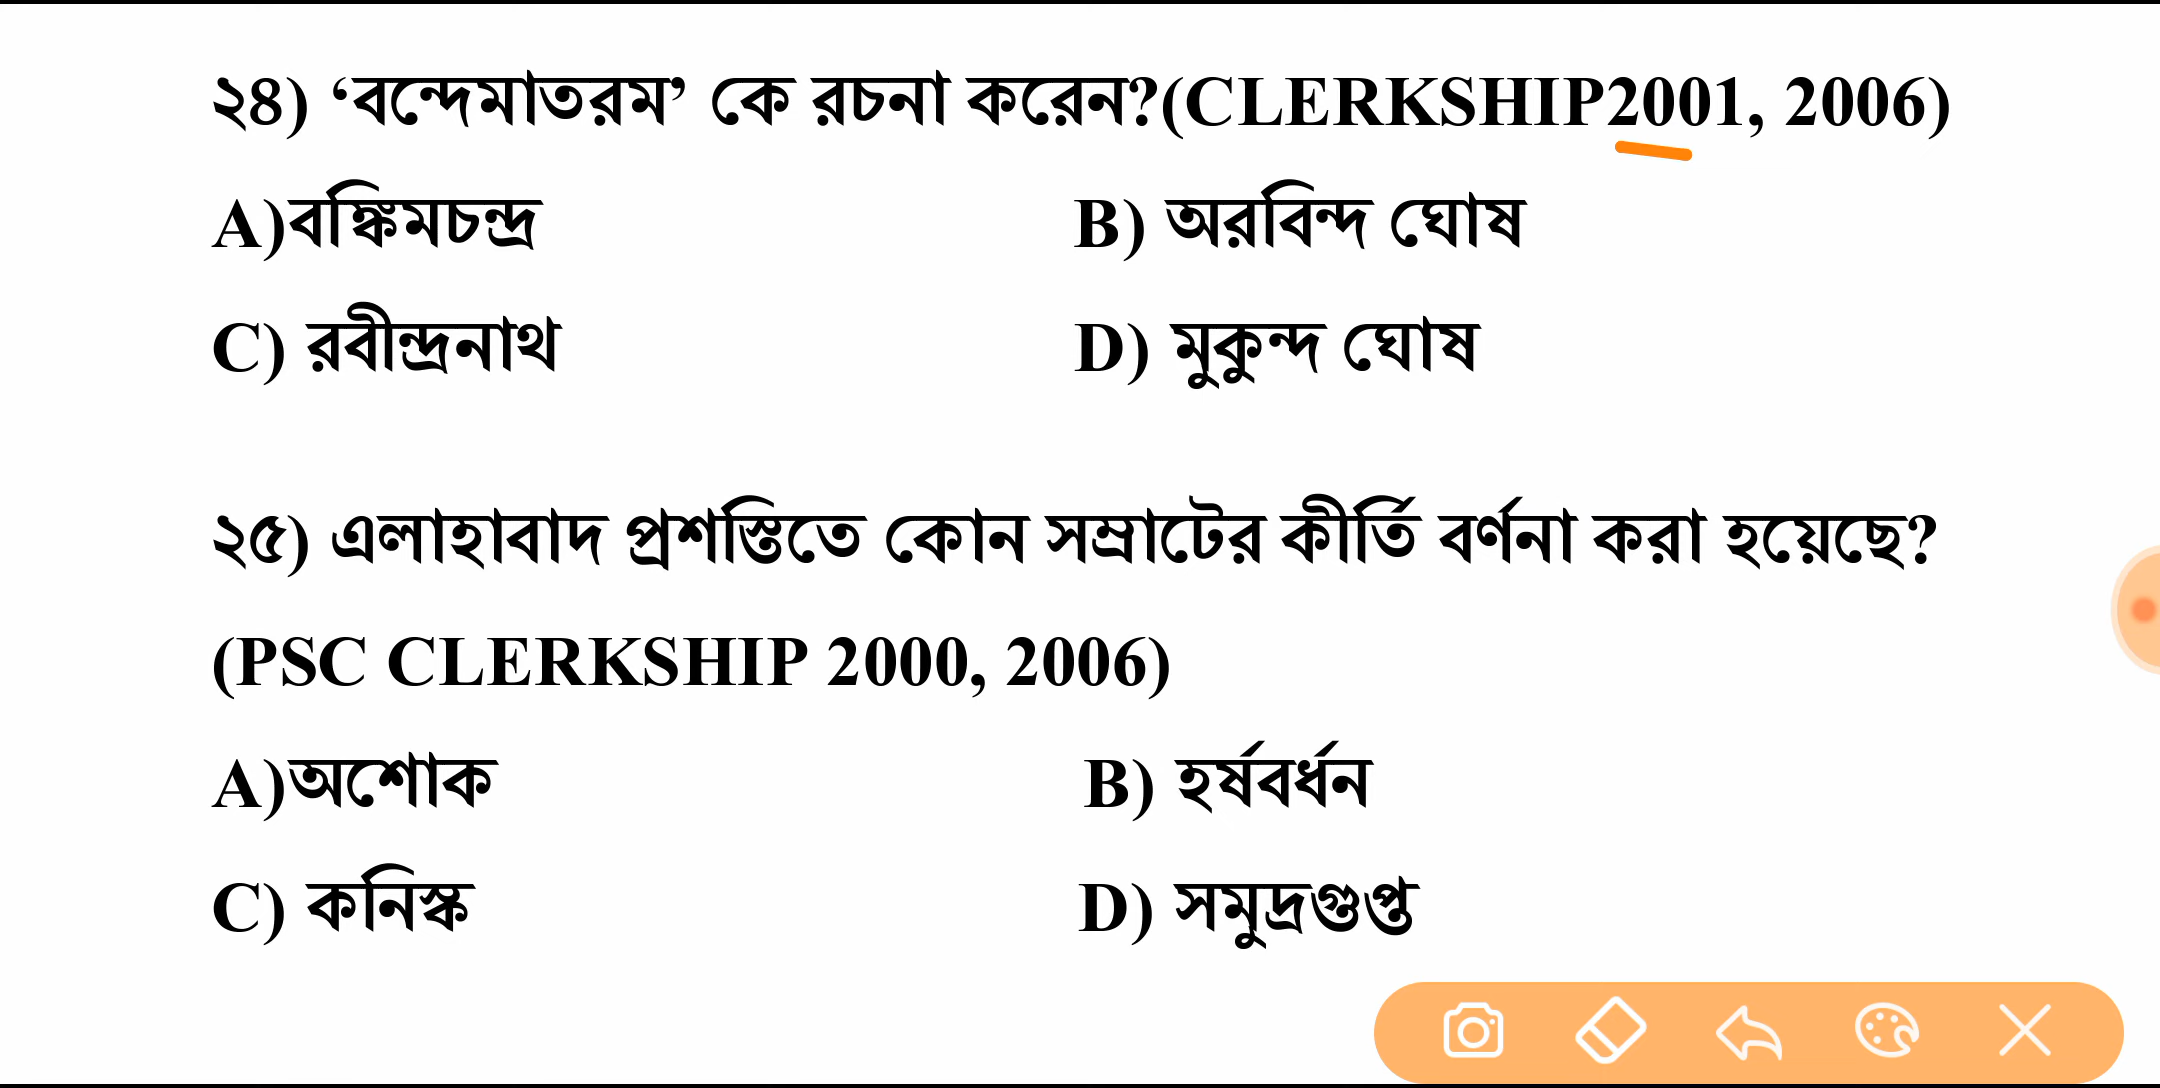 ২৪) ‘বন্দেমাতরম’ কে রচনা করেন?(CLERKSHIP2001, 2006)
A)বঙ্কিমচন্দ্র B) অরবিন্দ ঘোষ
C) রবীন্দ্রনাথ D) মুকুন্দ ঘোষ
২৫) এলাহাবাদ প্রশস্তিতে কোন সম্রাটের কীর্তি বর্ণনা করা হয়েছে?
(PSC CLERKSHIP 2000, 2006)
A)অশোক B) হর্ষবর্ধন
C) কনিস্ক D) সমুদ্রগুপ্ত